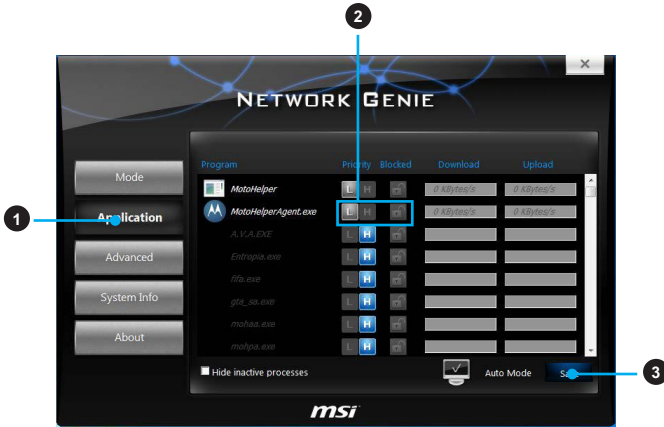 2
NETWORK GENIE
Program Priority Blocked Download Upload
Mode
MotoHelper L H 0 KBytes/s 0 KBytes/s
1
Application
MotoHelperAgent.exe L H 0 KBytes/s 0 KBytes/s
A.V.A.EXE L H
Advanced
Entropia.exe L H
fifa.exe L H
System Info
gta_sa.exe L H
mohaa.exe L H
About
mohpa.exe L H
Hide inactive processes
Auto Mode
Save
3
msi